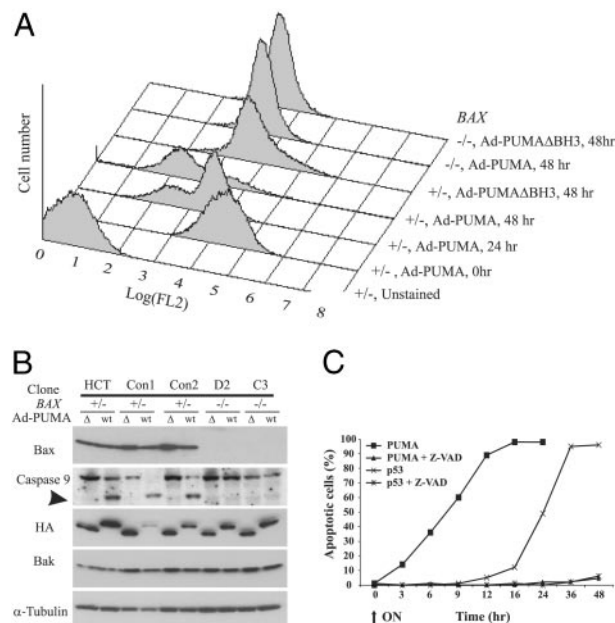 A
Cell number
BAX
-/-, Ad-PUMAΔBH3, 48hr
-/-, Ad-PUMA, 48 hr
+/-, Ad-PUMAΔBH3, 48 hr
+/-, Ad-PUMA, 48 hr
+/-, Ad-PUMA, 24 hr
+/-, Ad-PUMA, 0hr
+/-, Unstained
0 1 2 3 4 5 6 7 8
Log(FL2)
B
Clone HCT Con1 Con2 D2 C3
BAX +/- +/- +/- -/- -/-
Ad-PUMA Δ wt Δ wt Δ wt Δ wt Δ wt
Bax
Caspase 9
HA
Bak
α-Tubulin
C
Apoptotic cells (%)
100
90
80
70
60
50
40
30
20
10
0
PUMA
PUMA + Z-VAD
p53
p53 + Z-VAD
0 3 6 9 12 16 24 36 48
ON Time (hr)